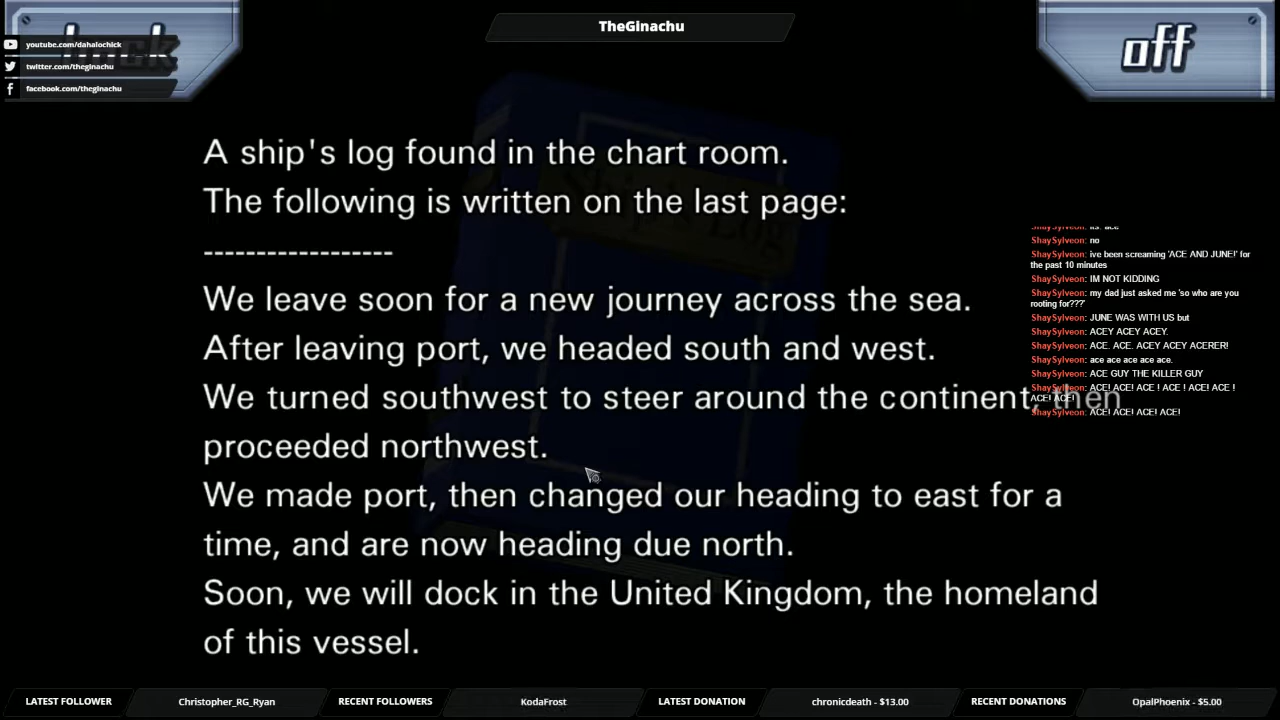 TheGinachu
back
off
youtube.com/dahalochick
twitter.com/theginachu
facebook.com/theginachu
A ship's log found in the chart room.
The following is written on the last page:
------------------
We leave soon for a new journey across the sea.
After leaving port, we headed south and west.
We turned southwest to steer around the continent, then
proceeded northwest.
We made port, then changed our heading to east for a
time, and are now heading due north.
Soon, we will dock in the United Kingdom, the homeland
of this vessel.
Ship's Log
ShaySylveon: its. ace
ShaySylveon: no
ShaySylveon: ive been screaming 'ACE AND JUNE!' for
the past 10 minutes
ShaySylveon: IM NOT KIDDING
ShaySylveon: my dad just asked me 'so who are you
rooting for???'
ShaySylveon: JUNE WAS WITH US but
ShaySylveon: ACEY ACEY ACEY.
ShaySylveon: ACE. ACE. ACEY ACEY ACERER!
ShaySylveon: ace ace ace ace ace.
ShaySylveon: ACE GUY THE KILLER GUY
ShaySylveon: ACE! ACE! ACE ! ACE ! ACE! ACE !
ACE! ACE!
ShaySylveon: ACE! ACE! ACE! ACE!
LATEST FOLLOWER
Christopher_RG_Ryan
RECENT FOLLOWERS
KodaFrost
LATEST DONATION
chronicdeath - $13.00
RECENT DONATIONS
OpalPhoenix - $5.00